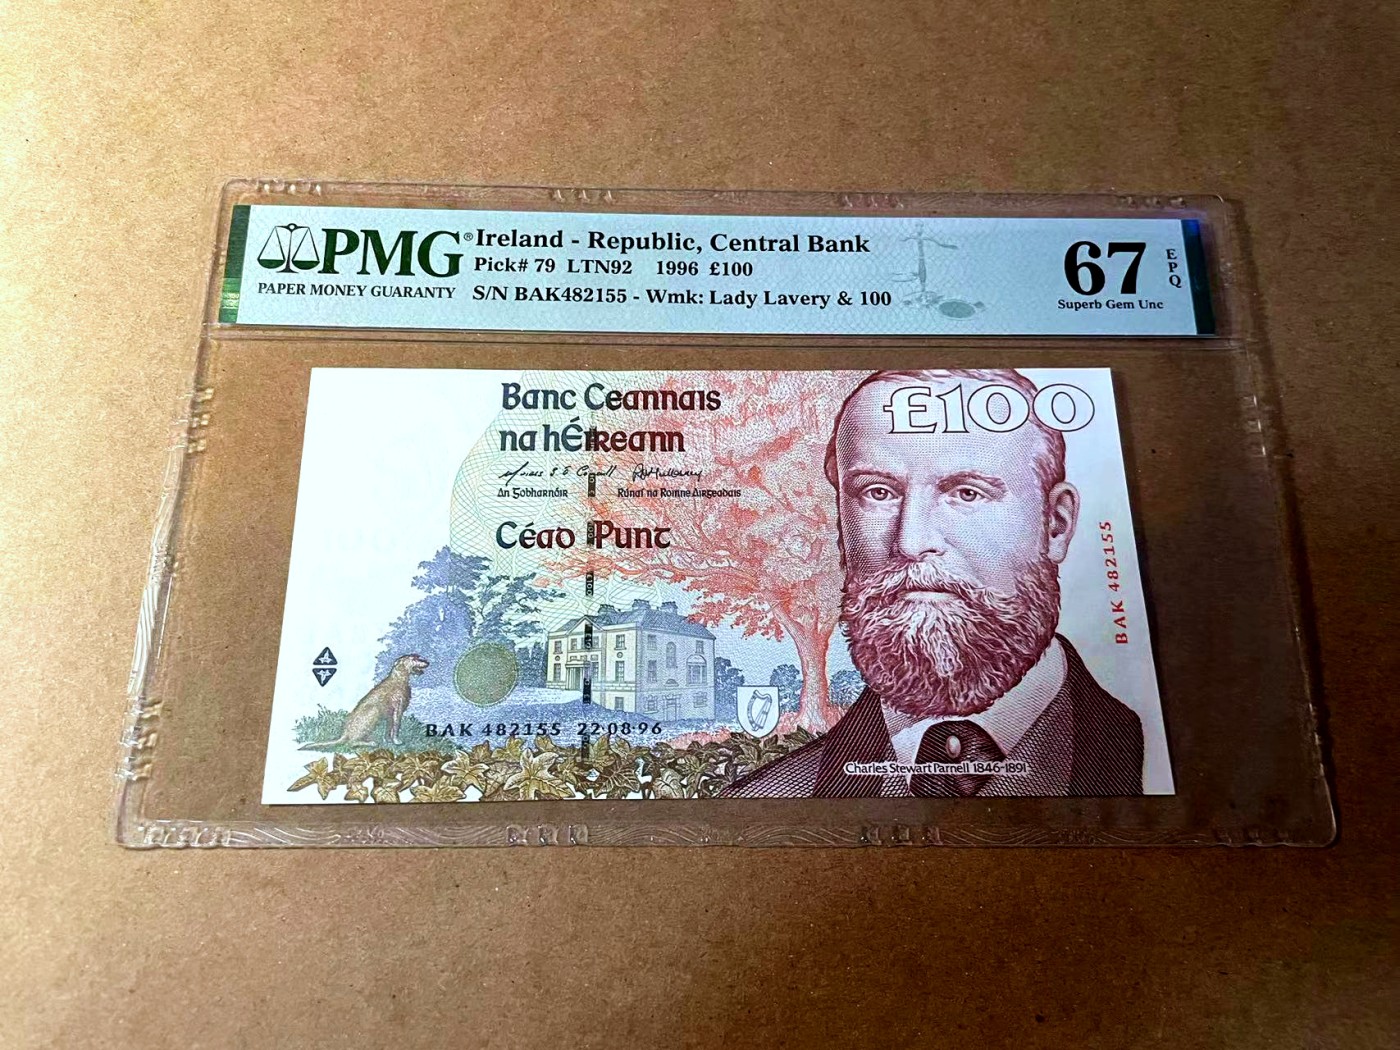 PMG®
PAPER MONEY GUARANTY
Ireland - Republic, Central Bank
Pick# 79 LTN92 1996 £100
S/N BAK482155 - Wmk: Lady Lavery & 100
67
EPQ
Superb Gem Unc
Banc Ceannais
na hÉireann
£100
An Gobharnóir Rúnaí na Roinne Airgeadais
Céad Punt
BAK 482155
BAK 482155 22·08·96
Charles Stewart Parnell 1846-1891